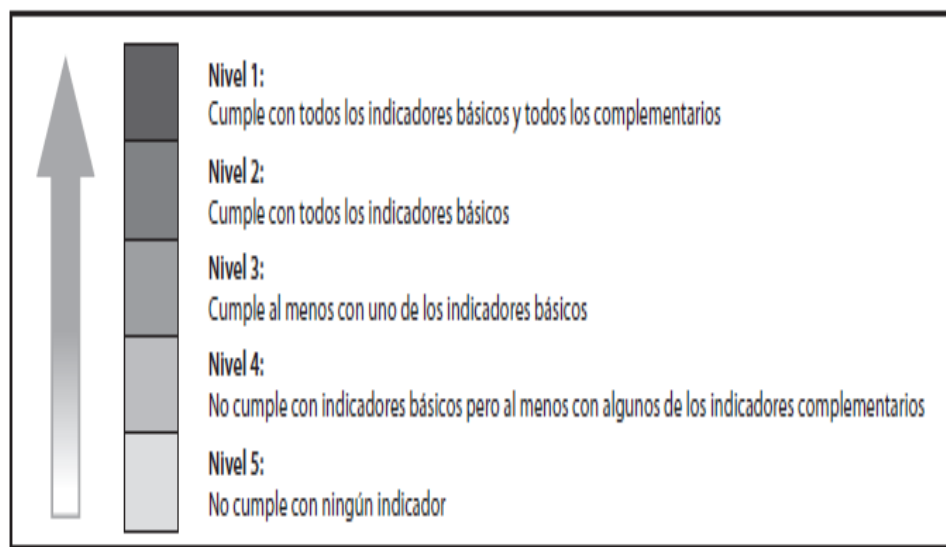 Nivel 1:
Cumple con todos los indicadores básicos y todos los complementarios
Nivel 2:
Cumple con todos los indicadores básicos
Nivel 3:
Cumple al menos con uno de los indicadores básicos
Nivel 4:
No cumple con indicadores básicos pero al menos con algunos de los indicadores complementarios
Nivel 5:
No cumple con ningún indicador